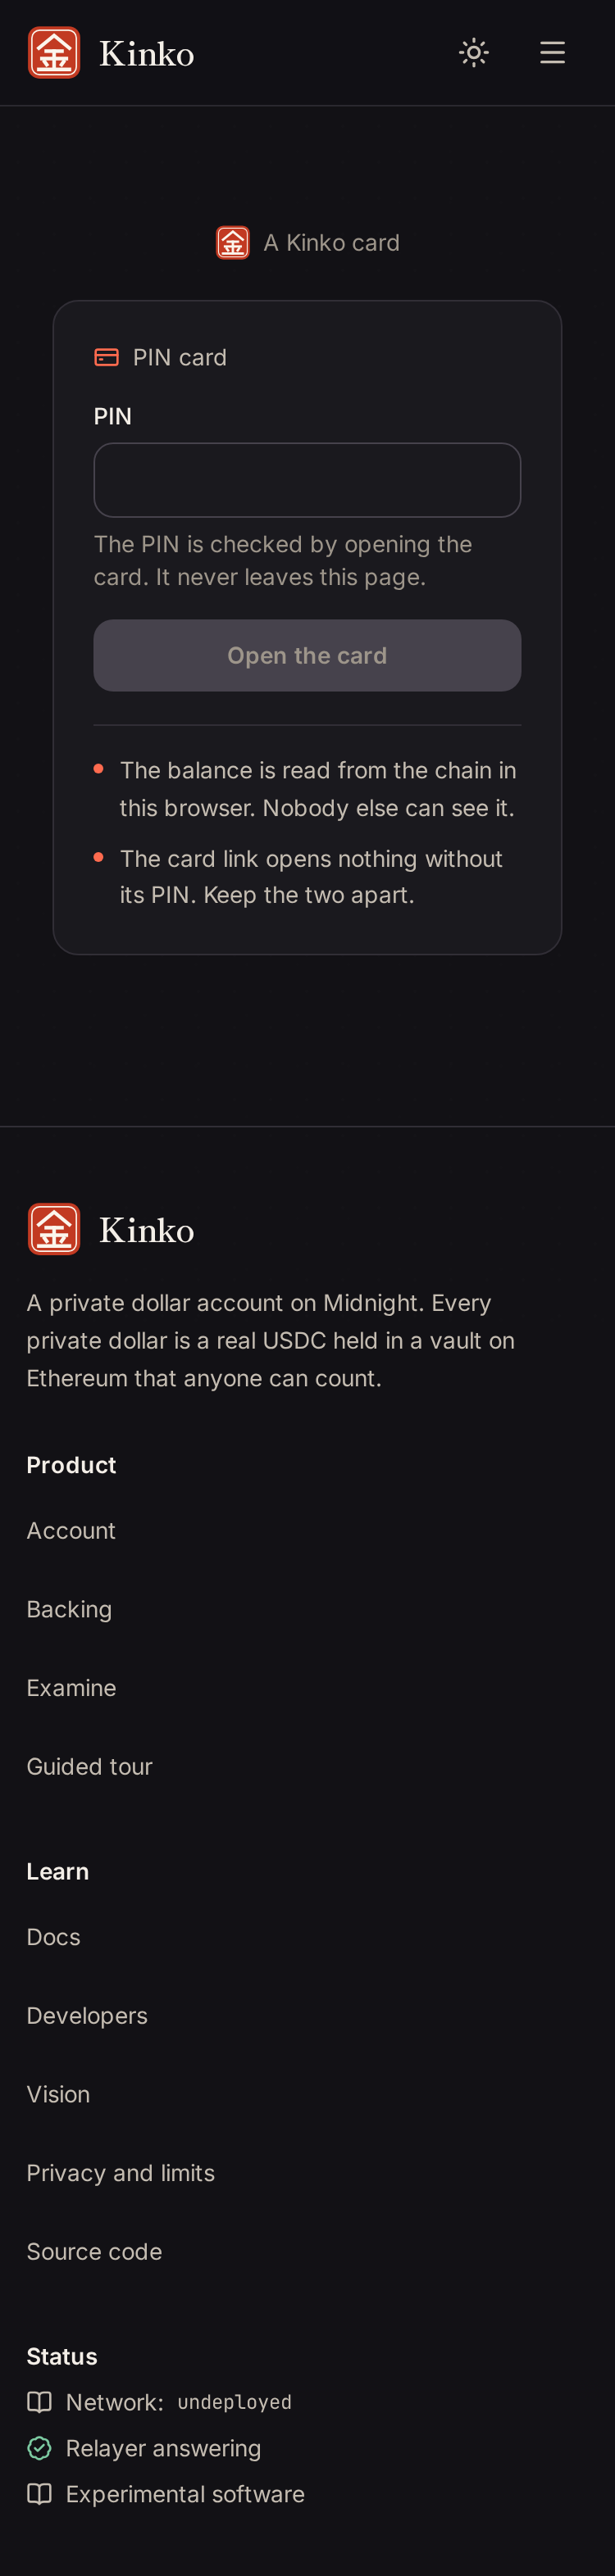 金 Kinko
金 A Kinko card
PIN card
PIN
The PIN is checked by opening the
card. It never leaves this page.
Open the card
The balance is read from the chain in
this browser. Nobody else can see it.
The card link opens nothing without
its PIN. Keep the two apart.
金 Kinko
A private dollar account on Midnight. Every
private dollar is a real USDC held in a vault on
Ethereum that anyone can count.
Product
Account
Backing
Examine
Guided tour
Learn
Docs
Developers
Vision
Privacy and limits
Source code
Status
Network: undeployed
Relayer answering
Experimental software